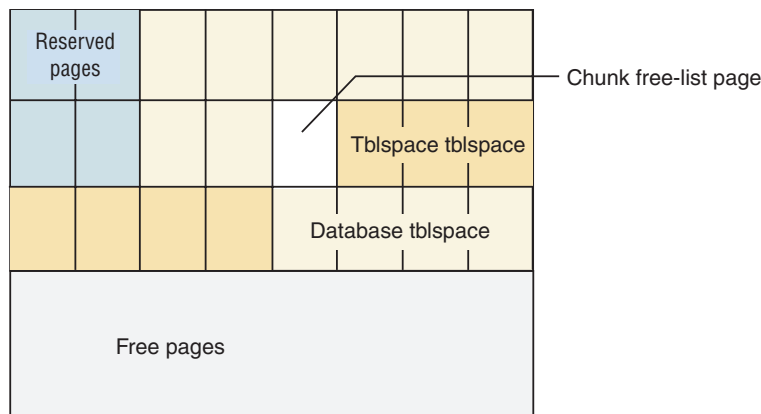 Reserved
pages
Chunk free-list page
Tblspace tblspace
Database tblspace
Free pages